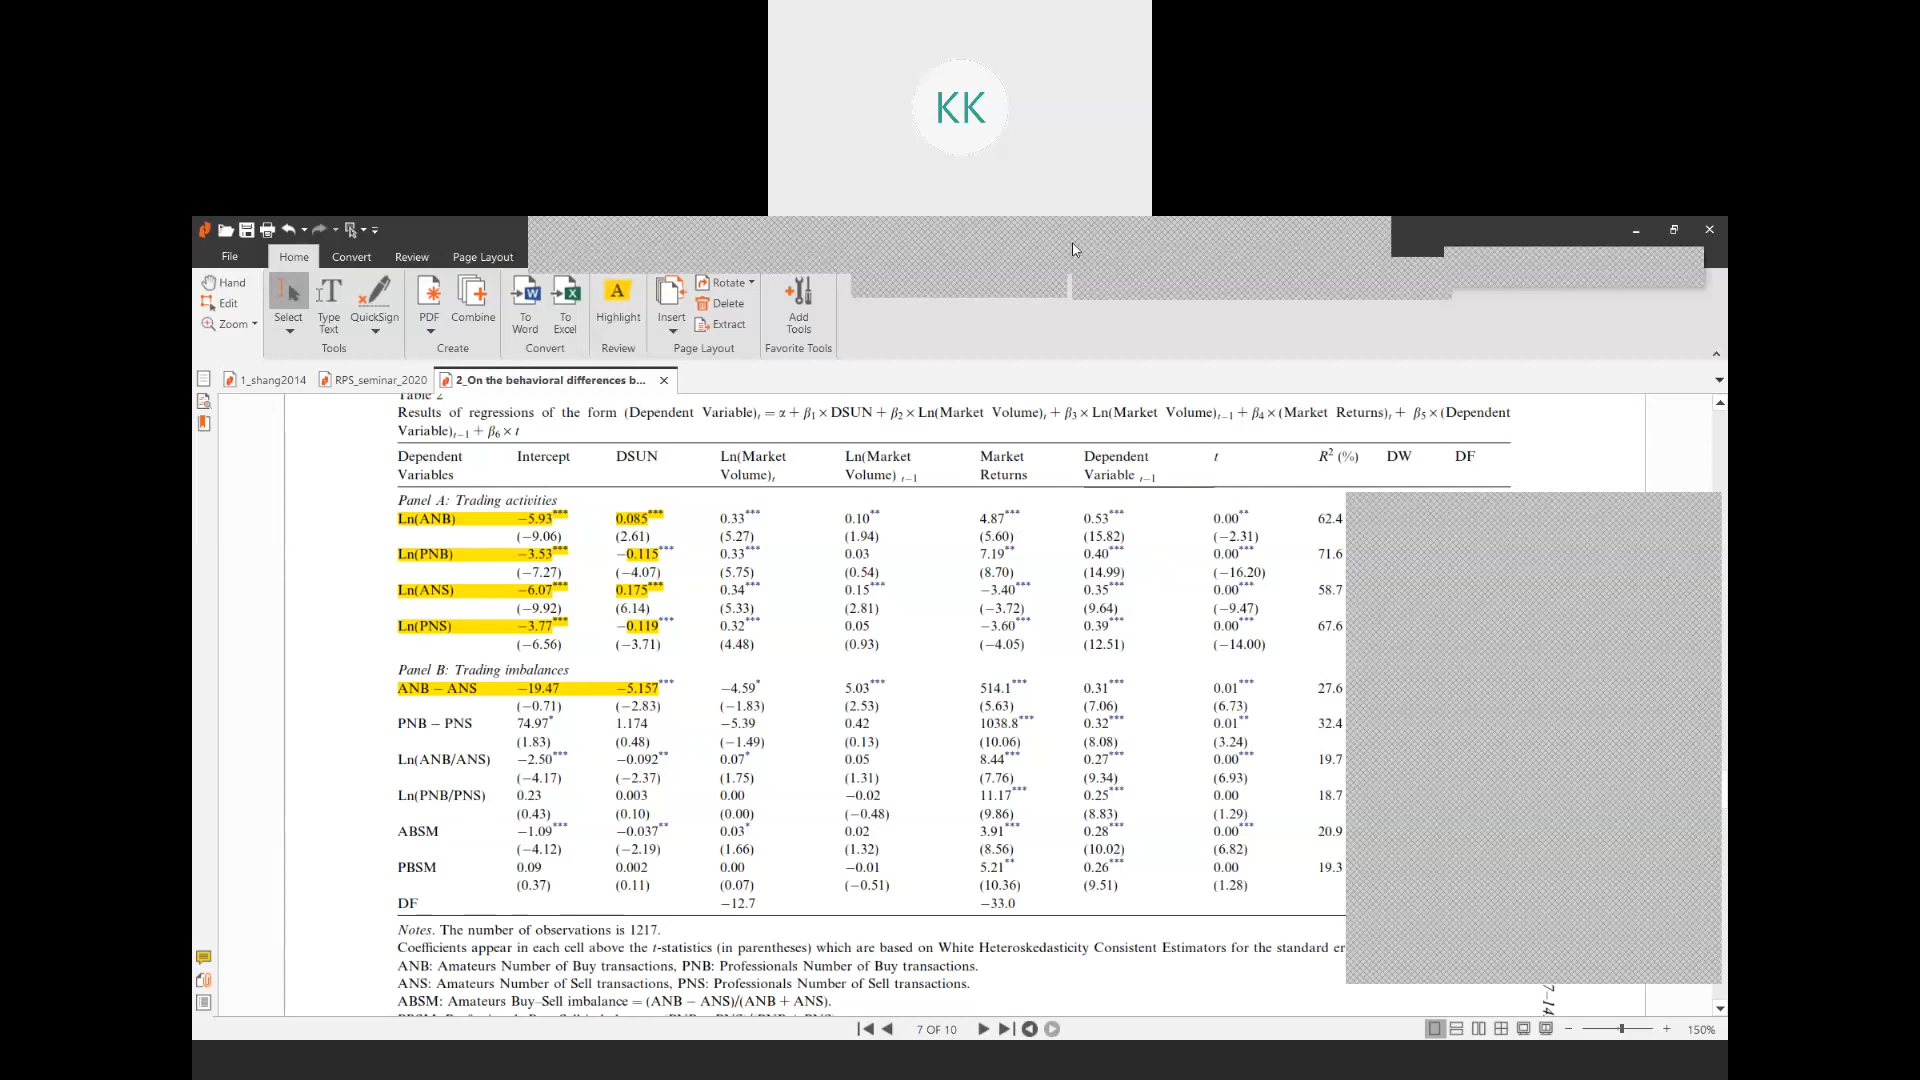 KK
File Home Convert Review Page Layout
Hand
Edit
Zoom
Select
Type Text
QuickSign
Tools
PDF
Combine
Create
To Word
To Excel
Convert
Highlight
Review
Insert
Rotate
Delete
Extract
Page Layout
Add Tools
Favorite Tools
1_shang2014 RPS_seminar_2020 2_On the behavioral differences b...
Table 2
Results of regressions of the form (Dependent Variable)t = α + β1 × DSUN + β2 × Ln(Market Volume)t + β3 × Ln(Market Volume)t−1 + β4 × (Market Returns)t + β5 × (Dependent
Variable)t−1 + β6 × t
Dependent Intercept DSUN Ln(Market Ln(Market Market Dependent t R² (%) DW DF
Variables Volume)t Volume) t−1 Returns Variable t−1
Panel A: Trading activities
Ln(ANB) −5.93*** 0.085*** 0.33*** 0.10** 4.87*** 0.53*** 0.00** 62.4
(−9.06) (2.61) (5.27) (1.94) (5.60) (15.82) (−2.31)
Ln(PNB) −3.53*** −0.115*** 0.33*** 0.03 7.19** 0.40*** 0.00*** 71.6
(−7.27) (−4.07) (5.75) (0.54) (8.70) (14.99) (−16.20)
Ln(ANS) −6.07*** 0.175*** 0.34*** 0.15*** −3.40*** 0.35*** 0.00*** 58.7
(−9.92) (6.14) (5.33) (2.81) (−3.72) (9.64) (−9.47)
Ln(PNS) −3.77*** −0.119*** 0.32*** 0.05 −3.60*** 0.39*** 0.00*** 67.6
(−6.56) (−3.71) (4.48) (0.93) (−4.05) (12.51) (−14.00)
Panel B: Trading imbalances
ANB − ANS −19.47 −5.157*** −4.59* 5.03*** 514.1*** 0.31*** 0.01*** 27.6
(−0.71) (−2.83) (−1.83) (2.53) (5.63) (7.06) (6.73)
PNB − PNS 74.97* 1.174 −5.39 0.42 1038.8*** 0.32*** 0.01** 32.4
(1.83) (0.48) (−1.49) (0.13) (10.06) (8.08) (3.24)
Ln(ANB/ANS) −2.50*** −0.092** 0.07* 0.05 8.44*** 0.27*** 0.00*** 19.7
(−4.17) (−2.37) (1.75) (1.31) (7.76) (9.34) (6.93)
Ln(PNB/PNS) 0.23 0.003 0.00 −0.02 11.17*** 0.25*** 0.00 18.7
(0.43) (0.10) (0.00) (−0.48) (9.86) (8.83) (1.29)
ABSM −1.09*** −0.037** 0.03* 0.02 3.91*** 0.28*** 0.00*** 20.9
(−4.12) (−2.19) (1.66) (1.32) (8.56) (10.02) (6.82)
PBSM 0.09 0.002 0.00 −0.01 5.21** 0.26*** 0.00 19.3
(0.37) (0.11) (0.07) (−0.51) (10.36) (9.51) (1.28)
DF −12.7 −33.0
Notes. The number of observations is 1217.
Coefficients appear in each cell above the t-statistics (in parentheses) which are based on White Heteroskedasticity Consistent Estimators for the standard er
ANB: Amateurs Number of Buy transactions, PNB: Professionals Number of Buy transactions.
ANS: Amateurs Number of Sell transactions, PNS: Professionals Number of Sell transactions.
ABSM: Amateurs Buy–Sell imbalance = (ANB − ANS)/(ANB + ANS).
7–14
7 OF 10
150%